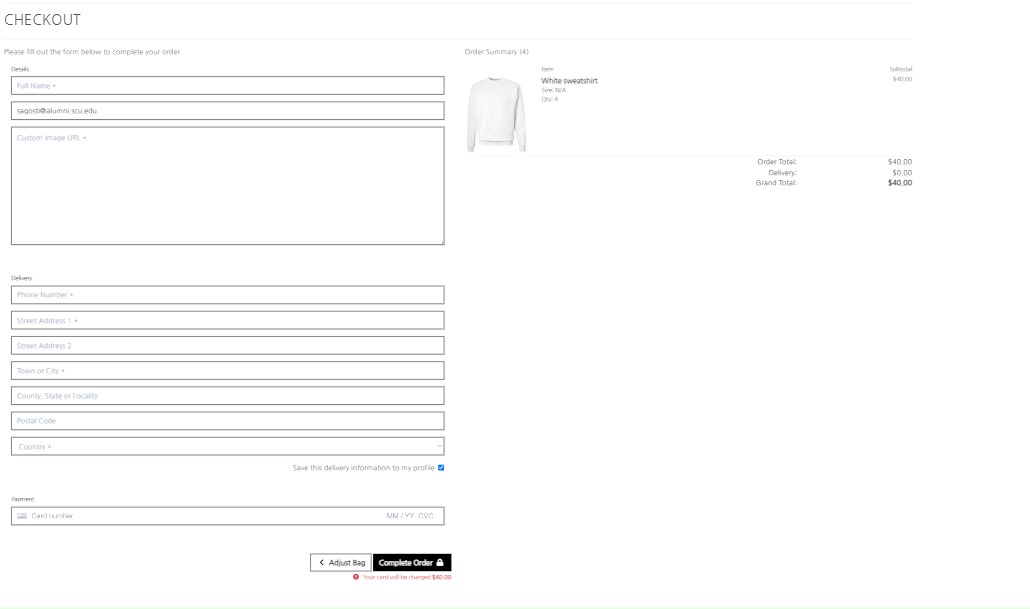 CHECKOUT
Please fill out the form below to complete your order
Details
Full Name *
sagosti@alumni.scu.edu
Custom Image URL *
Delivery
Phone Number *
Street Address 1 *
Street Address 2
Town or City *
County, State or Locality
Postal Code
Country *
Save this delivery information to my profile
Payment
Card number MM / YY CVC
Adjust Bag Complete Order
Your card will be charged $40.00
Order Summary (4)
Item Subtotal
White sweatshirt $40.00
Size: N/A
Qty: 4
Order Total: $40.00
Delivery: $0.00
Grand Total: $40.00